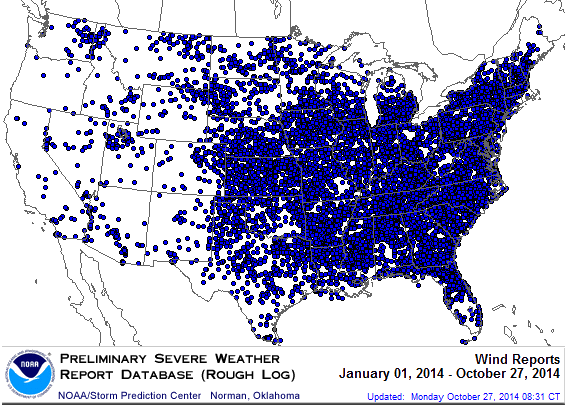 NOAA
PRELIMINARY SEVERE WEATHER
REPORT DATABASE (ROUGH LOG)
NOAA/Storm Prediction Center Norman, Oklahoma
Wind Reports
January 01, 2014 - October 27, 2014
Updated: Monday October 27, 2014 08:31 CT